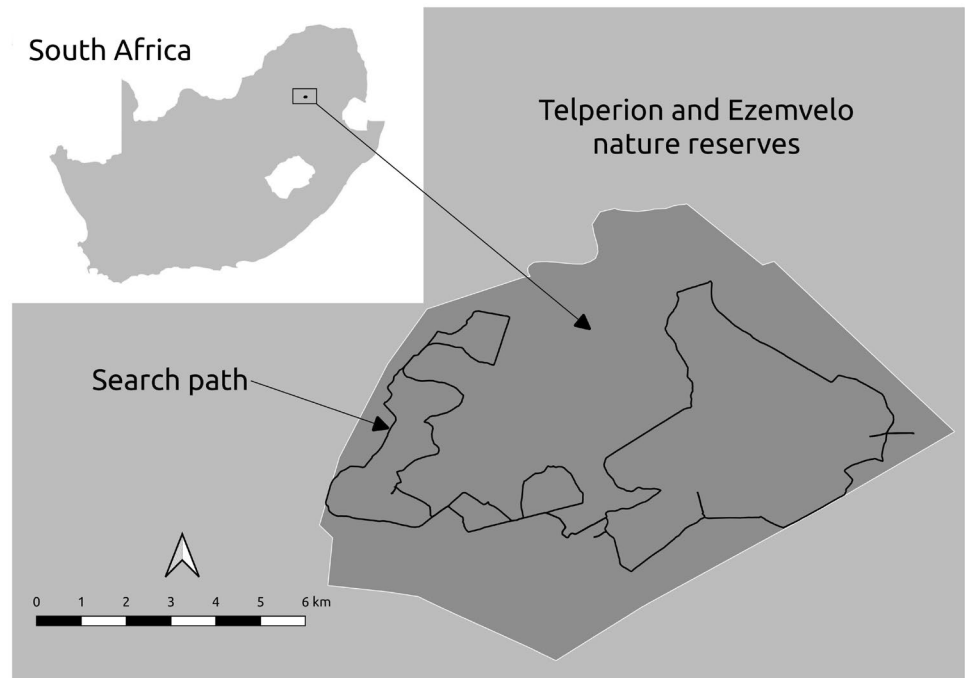 South Africa
Telperion and Ezemvelo
nature reserves
Search path
0 1 2 3 4 5 6 km